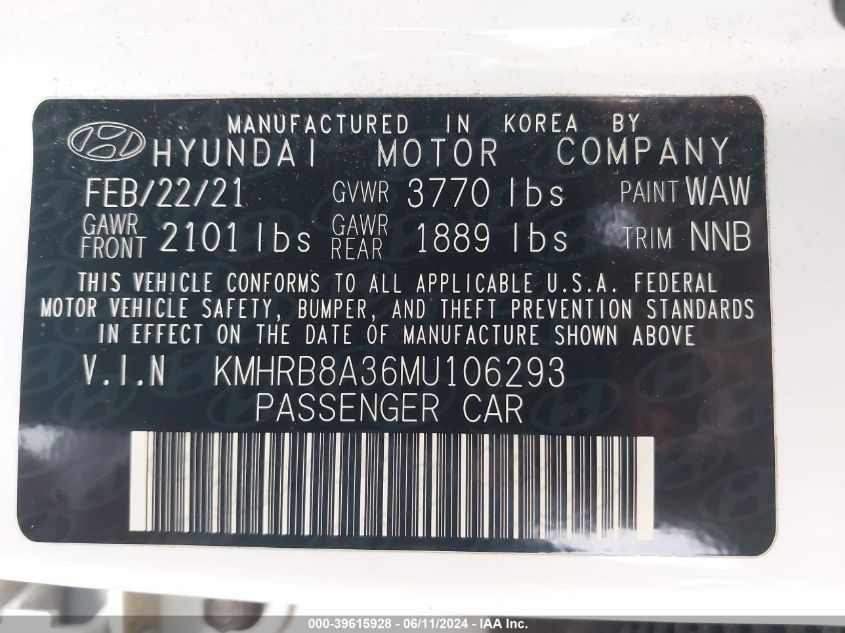 MANUFACTURED IN KOREA BY
HYUNDAI MOTOR COMPANY
FEB/22/21 GVWR 3770 lbs PAINT WAW
GAWR FRONT 2101 lbs GAWR REAR 1889 lbs TRIM NNB
THIS VEHICLE CONFORMS TO ALL APPLICABLE U.S.A. FEDERAL
MOTOR VEHICLE SAFETY, BUMPER, AND THEFT PREVENTION STANDARDS
IN EFFECT ON THE DATE OF MANUFACTURE SHOWN ABOVE
V.I.N KMHRB8A36MU106293
PASSENGER CAR
000-39615928 - 06/11/2024 - IAA Inc.